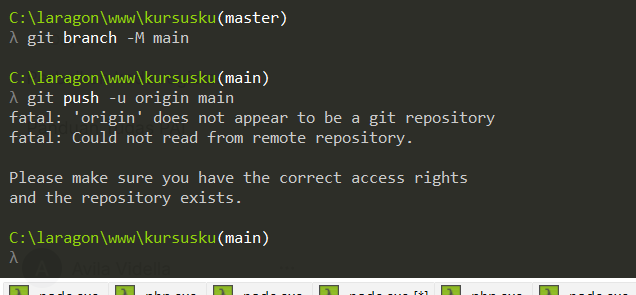 C:\laragon\www\kursusku(master)
λ git branch -M main
C:\laragon\www\kursusku(main)
λ git push -u origin main
fatal: 'origin' does not appear to be a git repository
fatal: Could not read from remote repository.
Please make sure you have the correct access rights
and the repository exists.
C:\laragon\www\kursusku(main)
λ